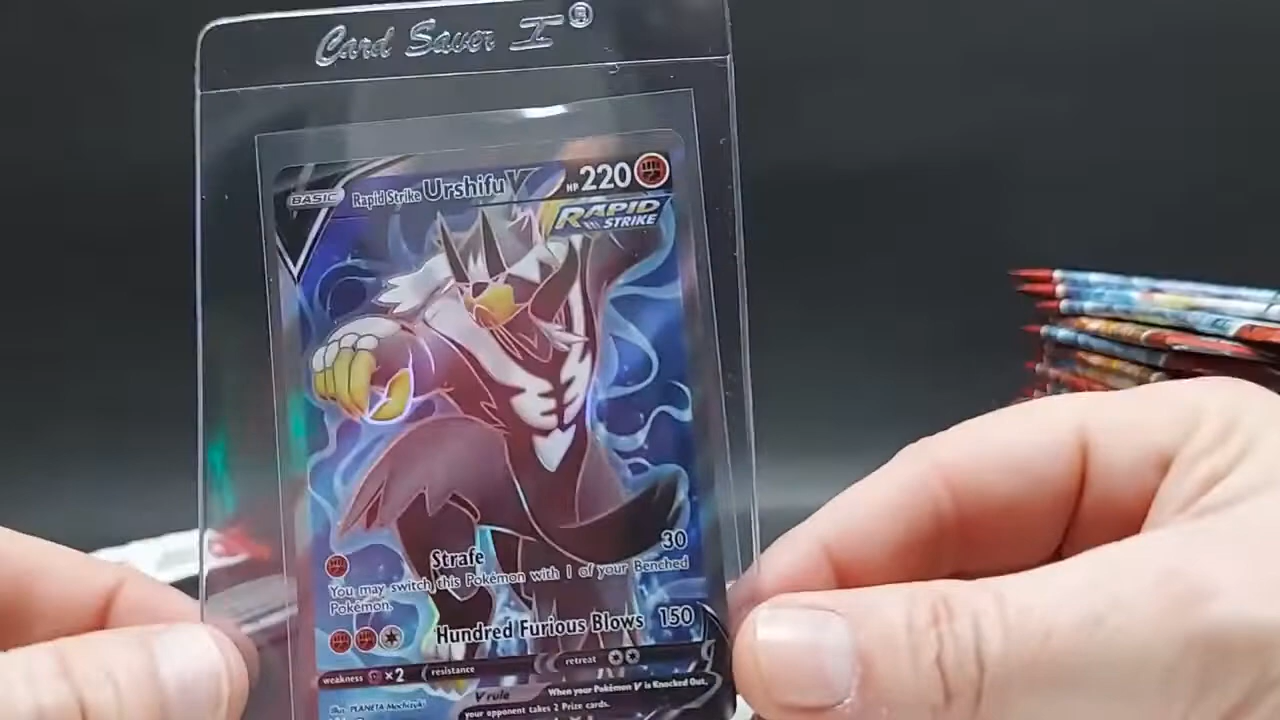 Card Saver I®
BASIC Rapid Strike Urshifu V HP 220
RAPID
STRIKE
Strafe 30
You may switch this Pokémon with 1 of your Benched
Pokémon.
Hundred Furious Blows 150
weakness ×2 resistance retreat
V rule When your Pokémon V is Knocked Out,
your opponent takes 2 Prize cards.
Illus. PLANETA Mochizuki